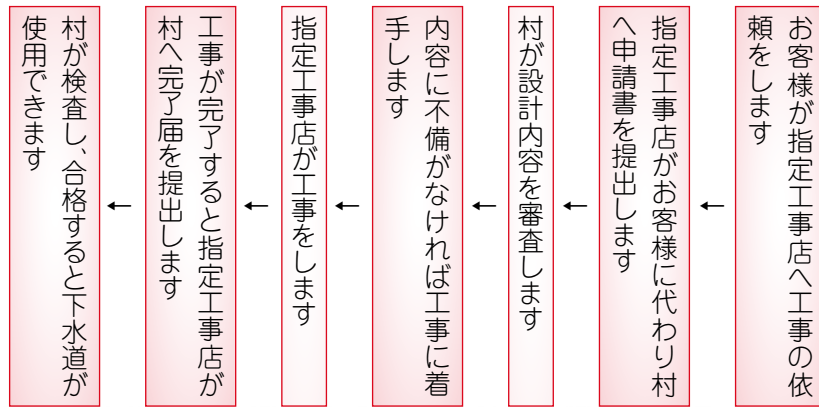 お客様が指定工事店へ工事の依
頼をします
←
指定工事店がお客様に代わり村
へ申請書を提出します
←
村が設計内容を審査します
←
内容に不備がなければ工事に着
手します
←
指定工事店が工事をします
←
工事が完了すると指定工事店が
村へ完了届を提出します
←
村が検査し、合格すると下水道が
使用できます